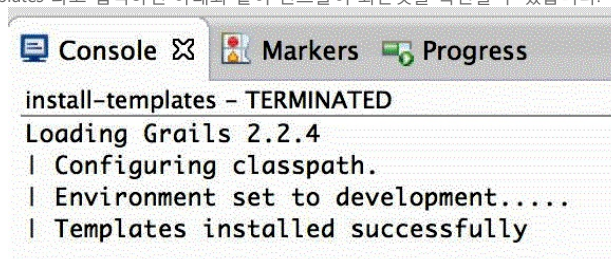 Console Markers Progress
install-templates – TERMINATED
Loading Grails 2.2.4
| Configuring classpath.
| Environment set to development.....
| Templates installed successfully